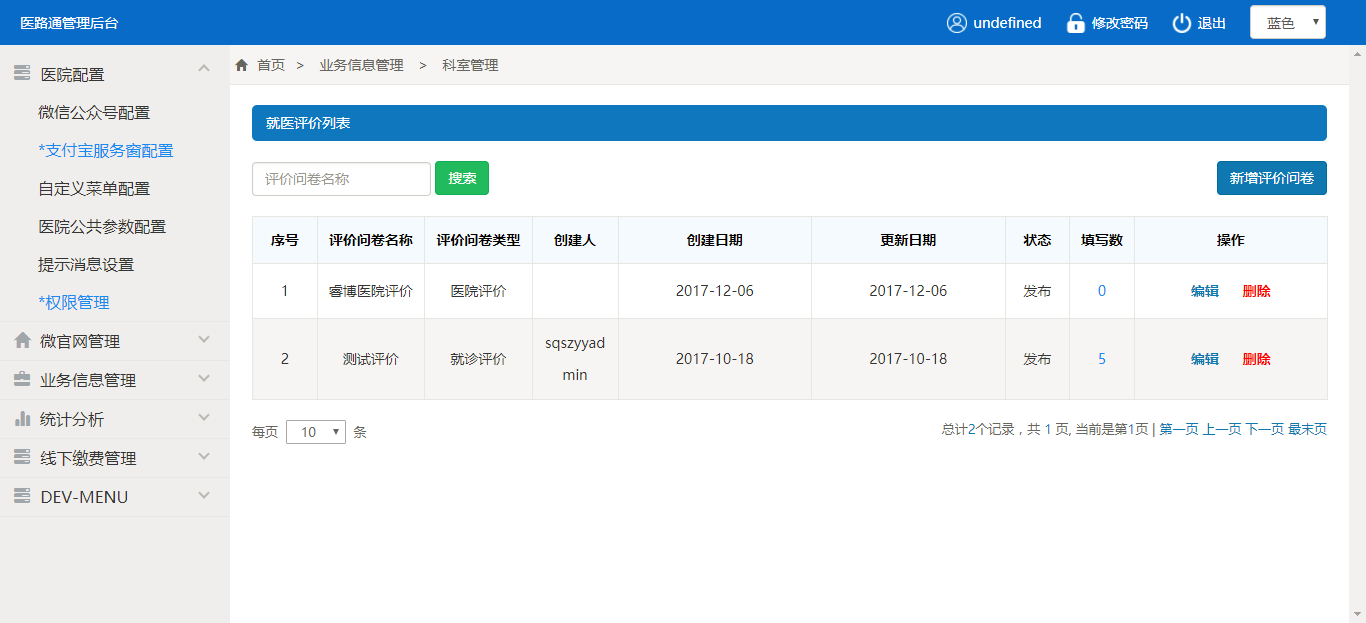 医路通管理后台
undefined 修改密码 退出 蓝色
医院配置
微信公众号配置
*支付宝服务窗配置
自定义菜单配置
医院公共参数配置
提示消息设置
*权限管理
微官网管理
业务信息管理
统计分析
线下缴费管理
DEV-MENU
首页 > 业务信息管理 > 科室管理
就医评价列表
评价问卷名称 搜索 新增评价问卷
序号 评价问卷名称 评价问卷类型 创建人 创建日期 更新日期 状态 填写数 操作
1 睿博医院评价 医院评价 2017-12-06 2017-12-06 发布 0 编辑 删除
2 测试评价 就诊评价 sqszyyad
min 2017-10-18 2017-10-18 发布 5 编辑 删除
每页 10 条
总计2个记录，共 1 页, 当前是第1页 | 第一页 上一页 下一页 最末页